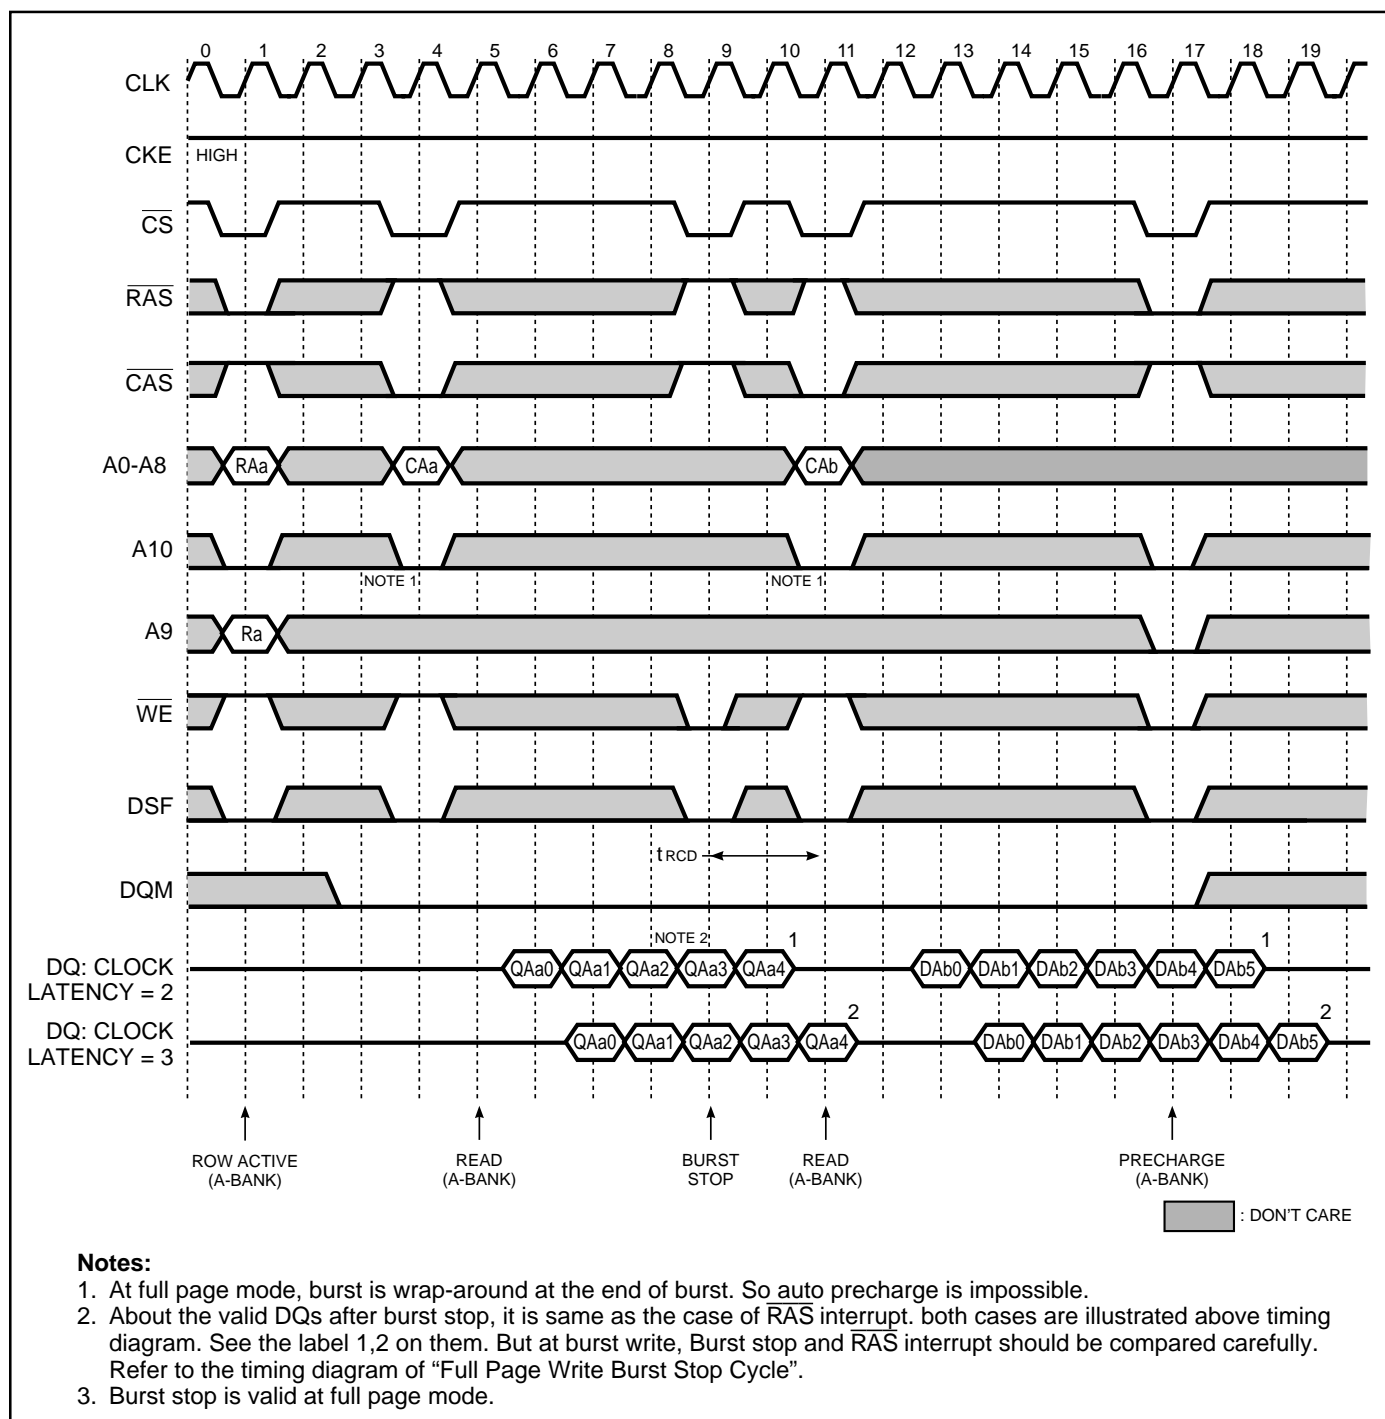 0 1 2 3 4 5 6 7 8 9 10 11 12 13 14 15 16 17 18 19
CLK
CKE HIGH
CS
RAS
CAS
A0-A8 RAa CAa CAb
A10
NOTE 1 NOTE 1
A9 Ra
WE
DSF
tRCD
DQM
NOTE 2 1 1
DQ: CLOCK QAa0 QAa1 QAa2 QAa3 QAa4 DAb0 DAb1 DAb2 DAb3 DAb4 DAb5
LATENCY = 2
2 2
DQ: CLOCK QAa0 QAa1 QAa2 QAa3 QAa4 DAb0 DAb1 DAb2 DAb3 DAb4 DAb5
LATENCY = 3
ROW ACTIVE READ BURST READ PRECHARGE
(A-BANK) (A-BANK) STOP (A-BANK) (A-BANK)
: DON'T CARE
Notes:
1. At full page mode, burst is wrap-around at the end of burst. So auto precharge is impossible.
2. About the valid DQs after burst stop, it is same as the case of RAS interrupt. both cases are illustrated above timing
diagram. See the label 1,2 on them. But at burst write, Burst stop and RAS interrupt should be compared carefully.
Refer to the timing diagram of “Full Page Write Burst Stop Cycle”.
3. Burst stop is valid at full page mode.